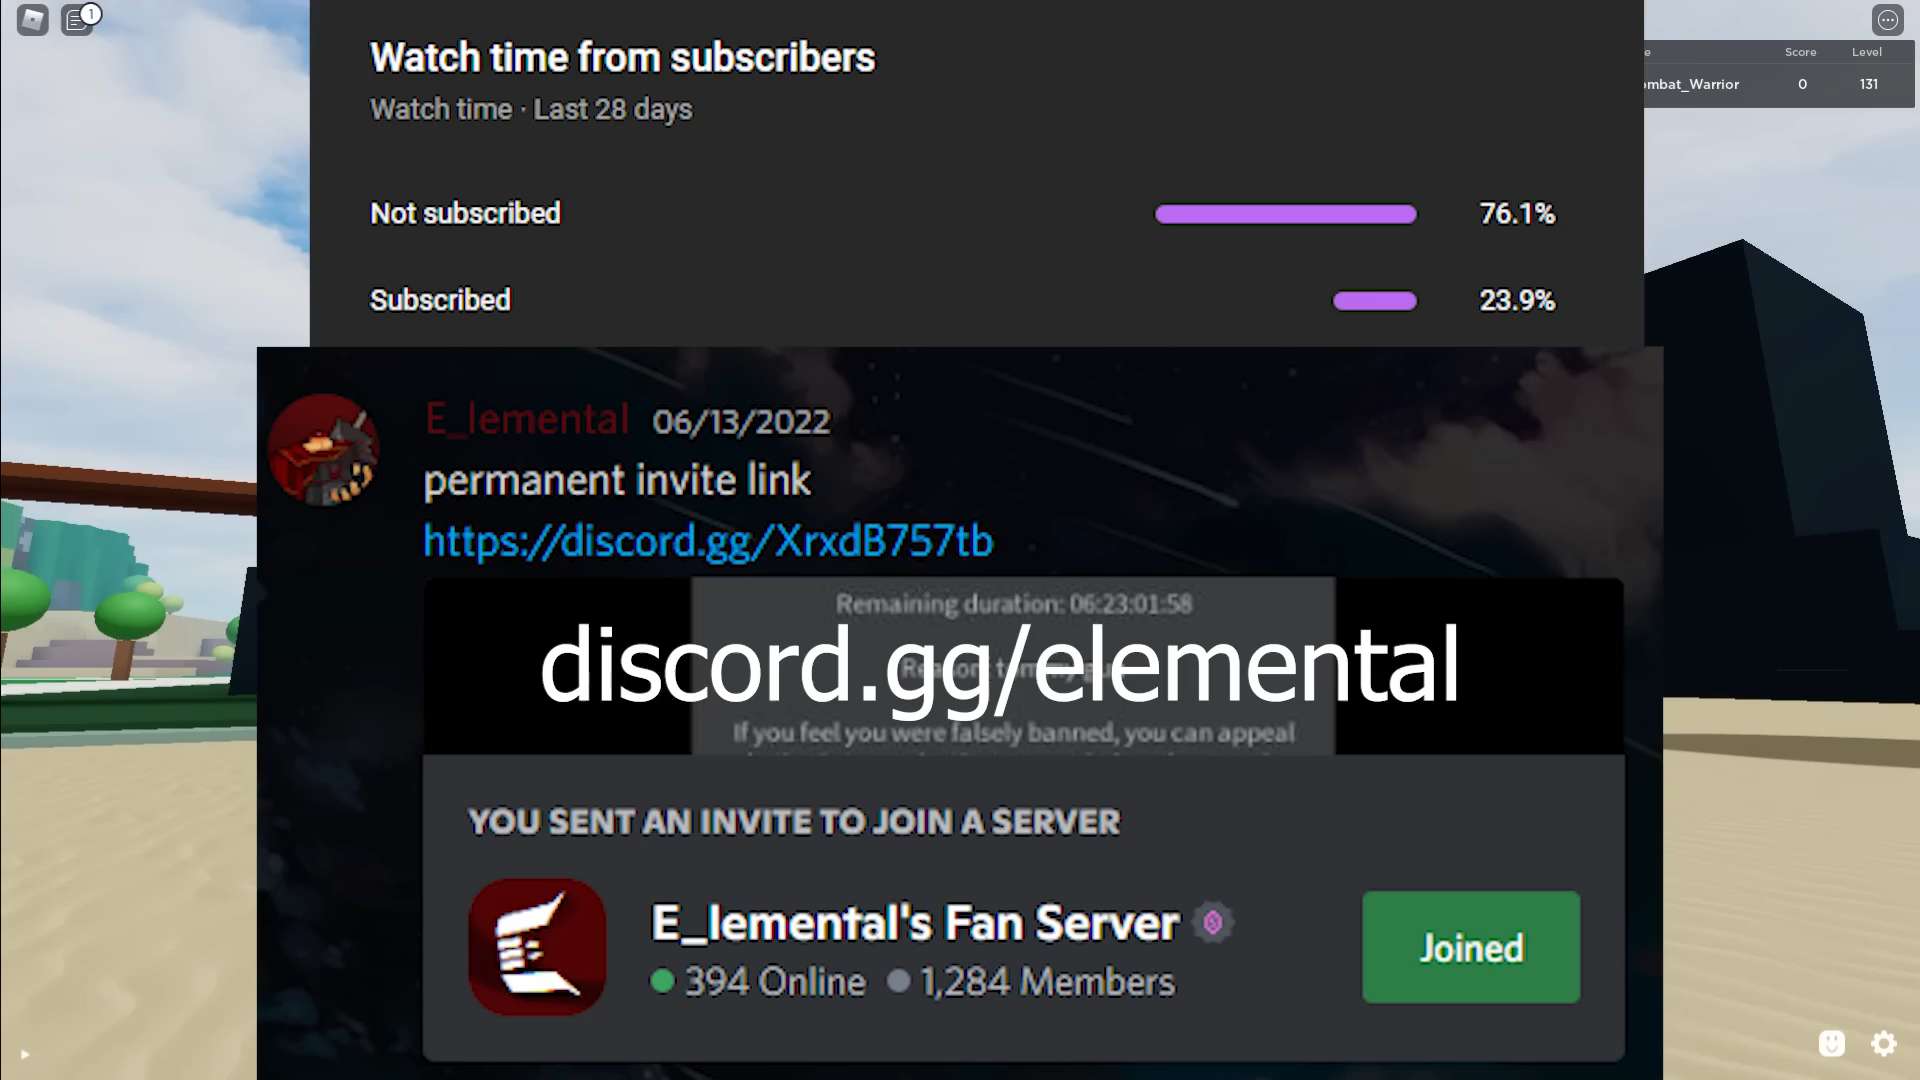 1
Watch time from subscribers
Watch time · Last 28 days
Not subscribed 76.1%
Subscribed 23.9%
e Score Level
ombat_Warrior 0 131
E_lemental 06/13/2022
permanent invite link
https://discord.gg/XrxdB757tb
Remaining duration: 06:23:01:58
discord.gg/elemental
If you feel you were falsely banned, you can appeal
YOU SENT AN INVITE TO JOIN A SERVER
E_lemental's Fan Server
394 Online 1,284 Members
Joined